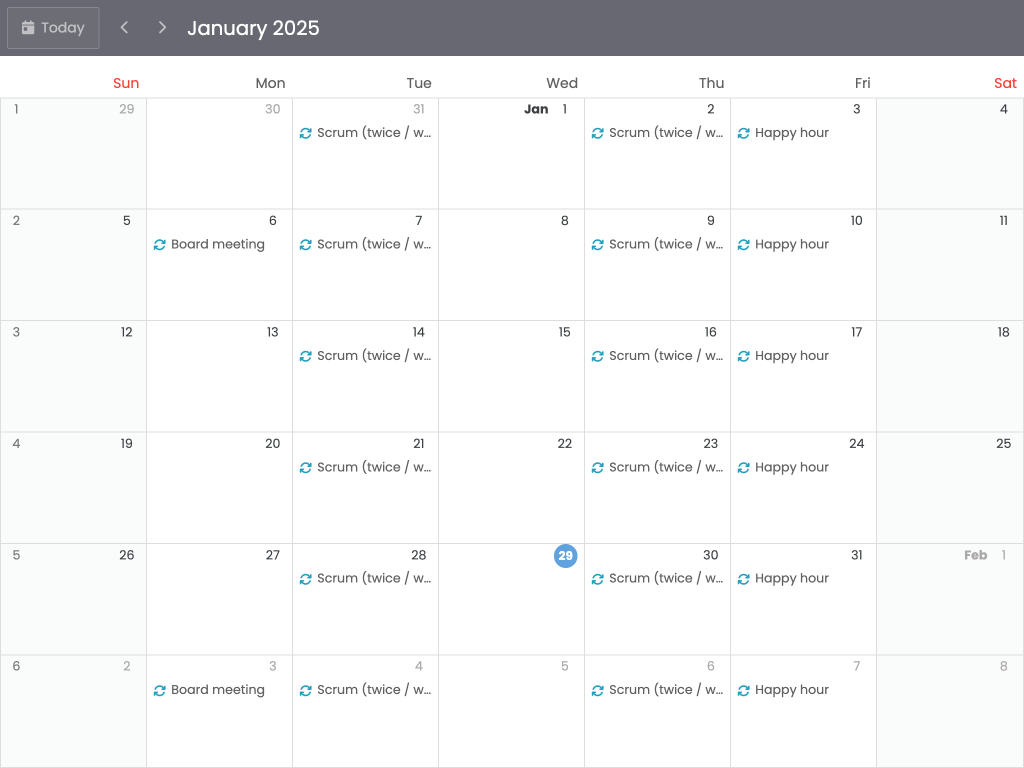 Today
January 2025
Sun Mon Tue Wed Thu Fri Sat
1 29 30 31 Jan 1 2 3 4
Scrum (twice / w... Scrum (twice / w... Happy hour
2 5 6 7 8 9 10 11
Board meeting Scrum (twice / w... Scrum (twice / w... Happy hour
3 12 13 14 15 16 17 18
Scrum (twice / w... Scrum (twice / w... Happy hour
4 19 20 21 22 23 24 25
Scrum (twice / w... Scrum (twice / w... Happy hour
5 26 27 28 29 30 31 Feb 1
Scrum (twice / w... Scrum (twice / w... Happy hour
6 2 3 4 5 6 7 8
Board meeting Scrum (twice / w... Scrum (twice / w... Happy hour